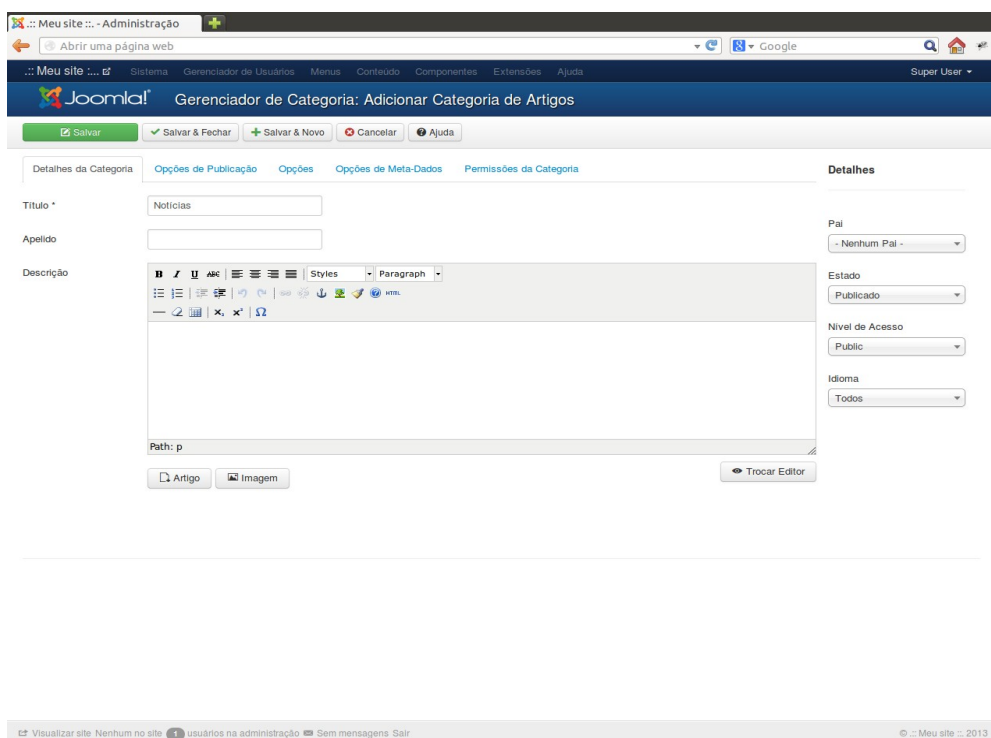 .:: Meu site ::. - Administração
Abrir uma página web
Google
.:: Meu site :... Sistema Gerenciador de Usuários Menus Conteúdo Componentes Extensões Ajuda Super User
Joomla! Gerenciador de Categoria: Adicionar Categoria de Artigos
Salvar Salvar & Fechar Salvar & Novo Cancelar Ajuda
Detalhes da Categoria Opções de Publicação Opções Opções de Meta-Dados Permissões da Categoria
Título * Notícias
Apelido
Descrição
B I U ABC Styles Paragraph
HTML
Path: p
Artigo Imagem Trocar Editor
Detalhes
Pai
- Nenhum Pai -
Estado
Publicado
Nível de Acesso
Public
Idioma
Todos
Visualizar site Nenhum no site 1 usuários na administração Sem mensagens Sair
© .:: Meu site ::. 2013